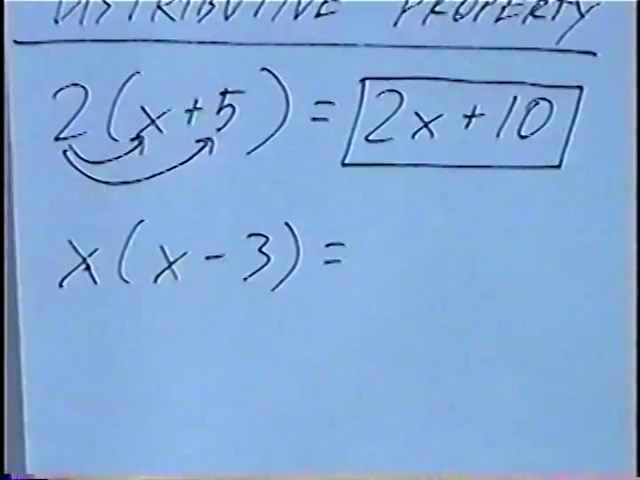 DISTRIBUTIVE PROPERTY
2(x+5) = 2x+10
x(x-3) =